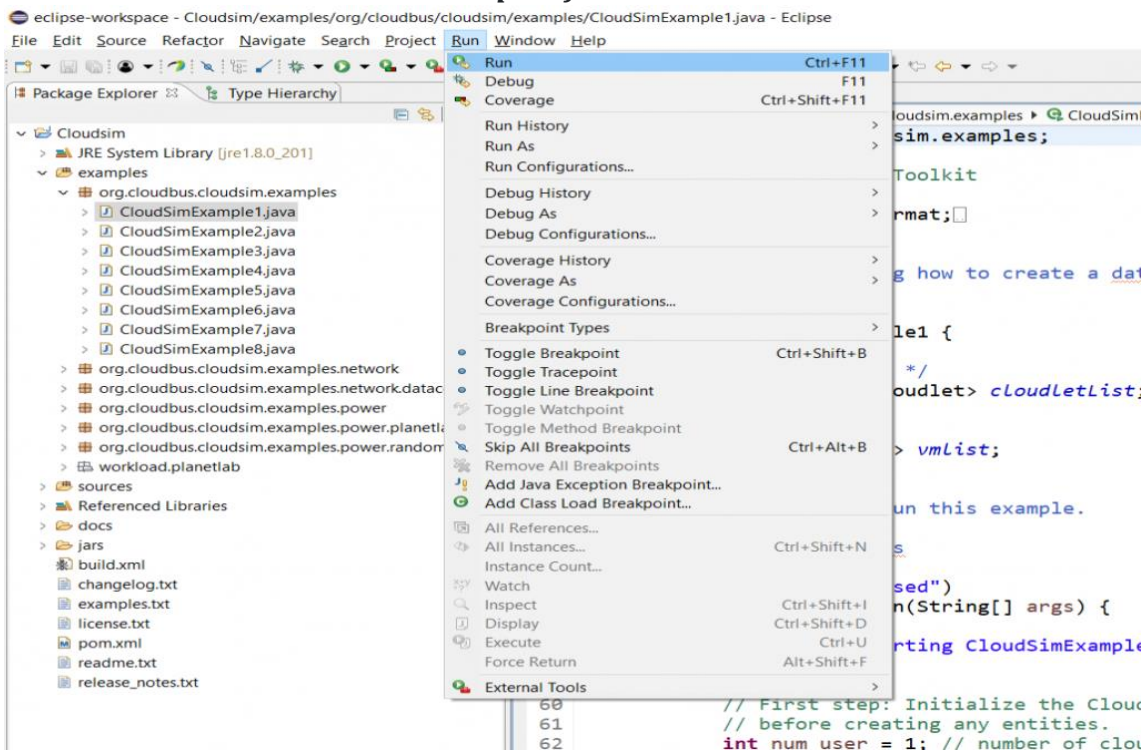 eclipse-workspace - Cloudsim/examples/org/cloudbus/cloudsim/examples/CloudSimExample1.java - Eclipse
File Edit Source Refactor Navigate Search Project Run Window Help
Package Explorer Type Hierarchy
Cloudsim
JRE System Library [jre1.8.0_201]
examples
org.cloudbus.cloudsim.examples
CloudSimExample1.java
CloudSimExample2.java
CloudSimExample3.java
CloudSimExample4.java
CloudSimExample5.java
CloudSimExample6.java
CloudSimExample7.java
CloudSimExample8.java
org.cloudbus.cloudsim.examples.network
org.cloudbus.cloudsim.examples.network.datac
org.cloudbus.cloudsim.examples.power
org.cloudbus.cloudsim.examples.power.planetla
org.cloudbus.cloudsim.examples.power.random
workload.planetlab
sources
Referenced Libraries
docs
jars
build.xml
changelog.txt
examples.txt
license.txt
pom.xml
readme.txt
release_notes.txt
Run Ctrl+F11
Debug F11
Coverage Ctrl+Shift+F11
Run History
Run As
Run Configurations...
Debug History
Debug As
Debug Configurations...
Coverage History
Coverage As
Coverage Configurations...
Breakpoint Types
Toggle Breakpoint Ctrl+Shift+B
Toggle Tracepoint
Toggle Line Breakpoint
Toggle Watchpoint
Toggle Method Breakpoint
Skip All Breakpoints Ctrl+Alt+B
Remove All Breakpoints
Add Java Exception Breakpoint...
Add Class Load Breakpoint...
All References...
All Instances... Ctrl+Shift+N
Instance Count...
Watch
Inspect Ctrl+Shift+I
Display Ctrl+Shift+D
Execute Ctrl+U
Force Return Alt+Shift+F
External Tools
loudsim.examples CloudSimE
sim.examples;
Toolkit
rmat;
g how to create a dat
le1 {
*/
oudlet> cloudletList;
> vmlist;
un this example.
s
sed")
n(String[] args) {
rting CloudSimExample
60 // First step: Initialize the Cloud
61 // before creating any entities.
62 int num_user = 1; // number of clou